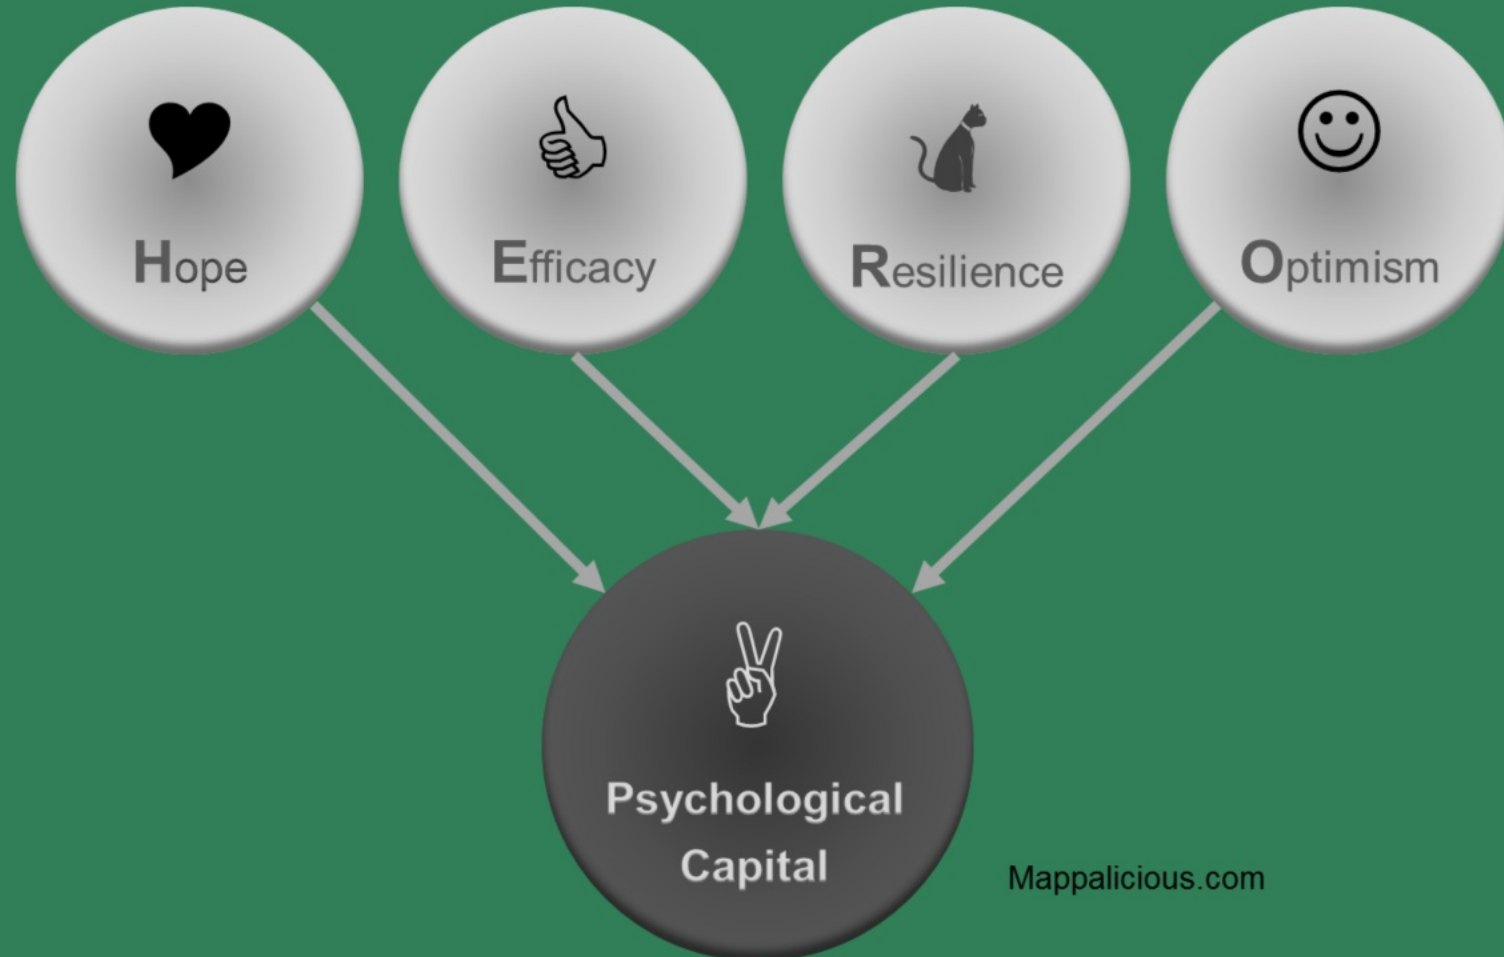 Hope
Efficacy
Resilience
Optimism
Psychological
Capital
Mappalicious.com